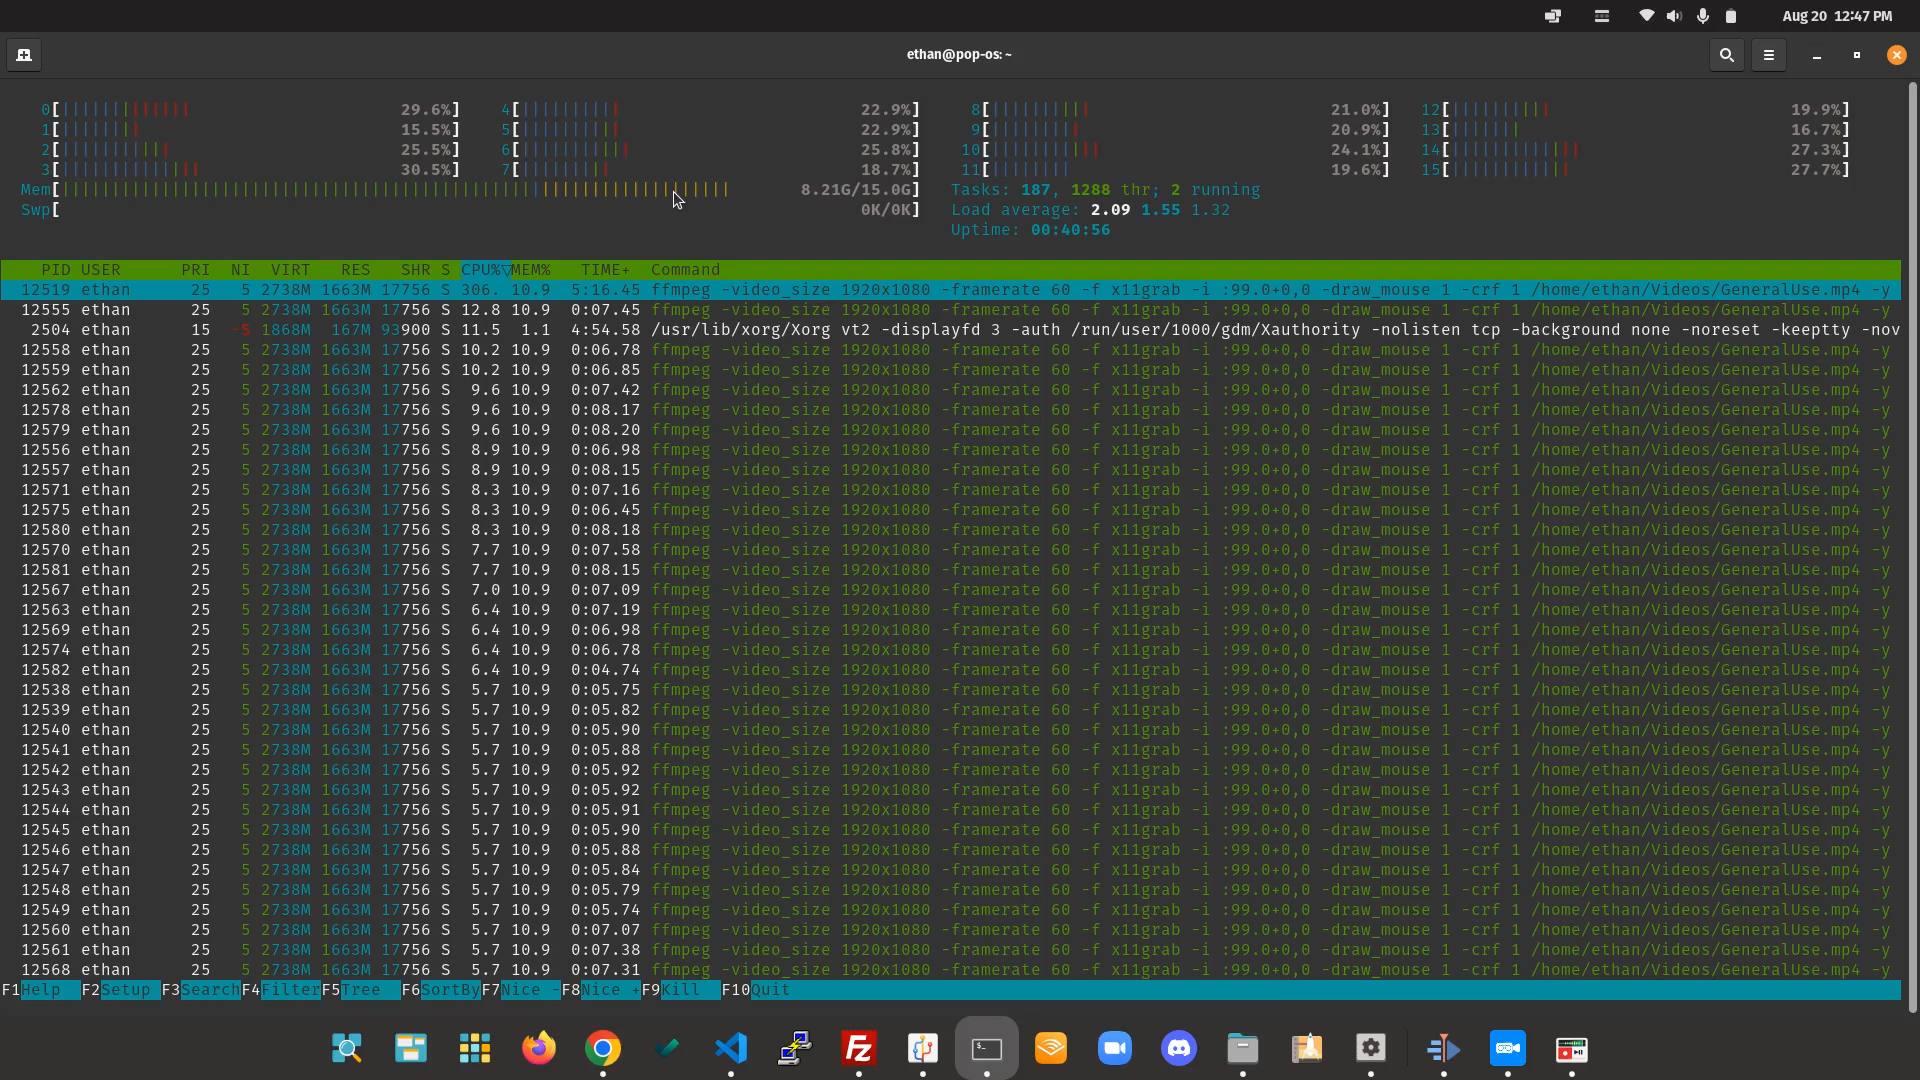 Aug 20 12:47 PM
ethan@pop-os: ~
0[ 29.6%] 4[ 22.9%] 8[ 21.0%] 12[ 19.9%]
1[ 15.5%] 5[ 22.9%] 9[ 20.9%] 13[ 16.7%]
2[ 25.5%] 6[ 25.8%] 10[ 24.1%] 14[ 27.3%]
3[ 30.5%] 7[ 18.7%] 11[ 19.6%] 15[ 27.7%]
Mem[ 8.21G/15.0G] Tasks: 187, 1288 thr; 2 running
Swp[ 0K/0K] Load average: 2.09 1.55 1.32
Uptime: 00:40:56
PID USER PRI NI VIRT RES SHR S CPU%▽MEM% TIME+ Command
12519 ethan 25 5 2738M 1663M 17756 S 306. 10.9 5:16.45 ffmpeg -video_size 1920x1080 -framerate 60 -f x11grab -i :99.0+0,0 -draw_mouse 1 -crf 1 /home/ethan/Videos/GeneralUse.mp4 -y
12555 ethan 25 5 2738M 1663M 17756 S 12.8 10.9 0:07.45 ffmpeg -video_size 1920x1080 -framerate 60 -f x11grab -i :99.0+0,0 -draw_mouse 1 -crf 1 /home/ethan/Videos/GeneralUse.mp4 -y
2504 ethan 15 -5 1868M 167M 93900 S 11.5 1.1 4:54.58 /usr/lib/xorg/Xorg vt2 -displayfd 3 -auth /run/user/1000/gdm/Xauthority -nolisten tcp -background none -noreset -keeptty -nov
12558 ethan 25 5 2738M 1663M 17756 S 10.2 10.9 0:06.78 ffmpeg -video_size 1920x1080 -framerate 60 -f x11grab -i :99.0+0,0 -draw_mouse 1 -crf 1 /home/ethan/Videos/GeneralUse.mp4 -y
12559 ethan 25 5 2738M 1663M 17756 S 10.2 10.9 0:06.85 ffmpeg -video_size 1920x1080 -framerate 60 -f x11grab -i :99.0+0,0 -draw_mouse 1 -crf 1 /home/ethan/Videos/GeneralUse.mp4 -y
12562 ethan 25 5 2738M 1663M 17756 S 9.6 10.9 0:07.42 ffmpeg -video_size 1920x1080 -framerate 60 -f x11grab -i :99.0+0,0 -draw_mouse 1 -crf 1 /home/ethan/Videos/GeneralUse.mp4 -y
12578 ethan 25 5 2738M 1663M 17756 S 9.6 10.9 0:08.17 ffmpeg -video_size 1920x1080 -framerate 60 -f x11grab -i :99.0+0,0 -draw_mouse 1 -crf 1 /home/ethan/Videos/GeneralUse.mp4 -y
12579 ethan 25 5 2738M 1663M 17756 S 9.6 10.9 0:08.20 ffmpeg -video_size 1920x1080 -framerate 60 -f x11grab -i :99.0+0,0 -draw_mouse 1 -crf 1 /home/ethan/Videos/GeneralUse.mp4 -y
12556 ethan 25 5 2738M 1663M 17756 S 8.9 10.9 0:06.98 ffmpeg -video_size 1920x1080 -framerate 60 -f x11grab -i :99.0+0,0 -draw_mouse 1 -crf 1 /home/ethan/Videos/GeneralUse.mp4 -y
12557 ethan 25 5 2738M 1663M 17756 S 8.9 10.9 0:08.15 ffmpeg -video_size 1920x1080 -framerate 60 -f x11grab -i :99.0+0,0 -draw_mouse 1 -crf 1 /home/ethan/Videos/GeneralUse.mp4 -y
12571 ethan 25 5 2738M 1663M 17756 S 8.3 10.9 0:07.16 ffmpeg -video_size 1920x1080 -framerate 60 -f x11grab -i :99.0+0,0 -draw_mouse 1 -crf 1 /home/ethan/Videos/GeneralUse.mp4 -y
12575 ethan 25 5 2738M 1663M 17756 S 8.3 10.9 0:06.45 ffmpeg -video_size 1920x1080 -framerate 60 -f x11grab -i :99.0+0,0 -draw_mouse 1 -crf 1 /home/ethan/Videos/GeneralUse.mp4 -y
12580 ethan 25 5 2738M 1663M 17756 S 8.3 10.9 0:08.18 ffmpeg -video_size 1920x1080 -framerate 60 -f x11grab -i :99.0+0,0 -draw_mouse 1 -crf 1 /home/ethan/Videos/GeneralUse.mp4 -y
12570 ethan 25 5 2738M 1663M 17756 S 7.7 10.9 0:07.58 ffmpeg -video_size 1920x1080 -framerate 60 -f x11grab -i :99.0+0,0 -draw_mouse 1 -crf 1 /home/ethan/Videos/GeneralUse.mp4 -y
12581 ethan 25 5 2738M 1663M 17756 S 7.7 10.9 0:08.15 ffmpeg -video_size 1920x1080 -framerate 60 -f x11grab -i :99.0+0,0 -draw_mouse 1 -crf 1 /home/ethan/Videos/GeneralUse.mp4 -y
12567 ethan 25 5 2738M 1663M 17756 S 7.0 10.9 0:07.09 ffmpeg -video_size 1920x1080 -framerate 60 -f x11grab -i :99.0+0,0 -draw_mouse 1 -crf 1 /home/ethan/Videos/GeneralUse.mp4 -y
12563 ethan 25 5 2738M 1663M 17756 S 6.4 10.9 0:07.19 ffmpeg -video_size 1920x1080 -framerate 60 -f x11grab -i :99.0+0,0 -draw_mouse 1 -crf 1 /home/ethan/Videos/GeneralUse.mp4 -y
12569 ethan 25 5 2738M 1663M 17756 S 6.4 10.9 0:06.98 ffmpeg -video_size 1920x1080 -framerate 60 -f x11grab -i :99.0+0,0 -draw_mouse 1 -crf 1 /home/ethan/Videos/GeneralUse.mp4 -y
12574 ethan 25 5 2738M 1663M 17756 S 6.4 10.9 0:06.78 ffmpeg -video_size 1920x1080 -framerate 60 -f x11grab -i :99.0+0,0 -draw_mouse 1 -crf 1 /home/ethan/Videos/GeneralUse.mp4 -y
12582 ethan 25 5 2738M 1663M 17756 S 6.4 10.9 0:04.74 ffmpeg -video_size 1920x1080 -framerate 60 -f x11grab -i :99.0+0,0 -draw_mouse 1 -crf 1 /home/ethan/Videos/GeneralUse.mp4 -y
12538 ethan 25 5 2738M 1663M 17756 S 5.7 10.9 0:05.75 ffmpeg -video_size 1920x1080 -framerate 60 -f x11grab -i :99.0+0,0 -draw_mouse 1 -crf 1 /home/ethan/Videos/GeneralUse.mp4 -y
12539 ethan 25 5 2738M 1663M 17756 S 5.7 10.9 0:05.82 ffmpeg -video_size 1920x1080 -framerate 60 -f x11grab -i :99.0+0,0 -draw_mouse 1 -crf 1 /home/ethan/Videos/GeneralUse.mp4 -y
12540 ethan 25 5 2738M 1663M 17756 S 5.7 10.9 0:05.90 ffmpeg -video_size 1920x1080 -framerate 60 -f x11grab -i :99.0+0,0 -draw_mouse 1 -crf 1 /home/ethan/Videos/GeneralUse.mp4 -y
12541 ethan 25 5 2738M 1663M 17756 S 5.7 10.9 0:05.88 ffmpeg -video_size 1920x1080 -framerate 60 -f x11grab -i :99.0+0,0 -draw_mouse 1 -crf 1 /home/ethan/Videos/GeneralUse.mp4 -y
12542 ethan 25 5 2738M 1663M 17756 S 5.7 10.9 0:05.92 ffmpeg -video_size 1920x1080 -framerate 60 -f x11grab -i :99.0+0,0 -draw_mouse 1 -crf 1 /home/ethan/Videos/GeneralUse.mp4 -y
12543 ethan 25 5 2738M 1663M 17756 S 5.7 10.9 0:05.92 ffmpeg -video_size 1920x1080 -framerate 60 -f x11grab -i :99.0+0,0 -draw_mouse 1 -crf 1 /home/ethan/Videos/GeneralUse.mp4 -y
12544 ethan 25 5 2738M 1663M 17756 S 5.7 10.9 0:05.91 ffmpeg -video_size 1920x1080 -framerate 60 -f x11grab -i :99.0+0,0 -draw_mouse 1 -crf 1 /home/ethan/Videos/GeneralUse.mp4 -y
12545 ethan 25 5 2738M 1663M 17756 S 5.7 10.9 0:05.90 ffmpeg -video_size 1920x1080 -framerate 60 -f x11grab -i :99.0+0,0 -draw_mouse 1 -crf 1 /home/ethan/Videos/GeneralUse.mp4 -y
12546 ethan 25 5 2738M 1663M 17756 S 5.7 10.9 0:05.88 ffmpeg -video_size 1920x1080 -framerate 60 -f x11grab -i :99.0+0,0 -draw_mouse 1 -crf 1 /home/ethan/Videos/GeneralUse.mp4 -y
12547 ethan 25 5 2738M 1663M 17756 S 5.7 10.9 0:05.84 ffmpeg -video_size 1920x1080 -framerate 60 -f x11grab -i :99.0+0,0 -draw_mouse 1 -crf 1 /home/ethan/Videos/GeneralUse.mp4 -y
12548 ethan 25 5 2738M 1663M 17756 S 5.7 10.9 0:05.79 ffmpeg -video_size 1920x1080 -framerate 60 -f x11grab -i :99.0+0,0 -draw_mouse 1 -crf 1 /home/ethan/Videos/GeneralUse.mp4 -y
12549 ethan 25 5 2738M 1663M 17756 S 5.7 10.9 0:05.74 ffmpeg -video_size 1920x1080 -framerate 60 -f x11grab -i :99.0+0,0 -draw_mouse 1 -crf 1 /home/ethan/Videos/GeneralUse.mp4 -y
12560 ethan 25 5 2738M 1663M 17756 S 5.7 10.9 0:07.07 ffmpeg -video_size 1920x1080 -framerate 60 -f x11grab -i :99.0+0,0 -draw_mouse 1 -crf 1 /home/ethan/Videos/GeneralUse.mp4 -y
12561 ethan 25 5 2738M 1663M 17756 S 5.7 10.9 0:07.38 ffmpeg -video_size 1920x1080 -framerate 60 -f x11grab -i :99.0+0,0 -draw_mouse 1 -crf 1 /home/ethan/Videos/GeneralUse.mp4 -y
12568 ethan 25 5 2738M 1663M 17756 S 5.7 10.9 0:07.31 ffmpeg -video_size 1920x1080 -framerate 60 -f x11grab -i :99.0+0,0 -draw_mouse 1 -crf 1 /home/ethan/Videos/GeneralUse.mp4 -y
F1Help F2Setup F3SearchF4FilterF5Tree F6SortByF7Nice -F8Nice +F9Kill F10Quit